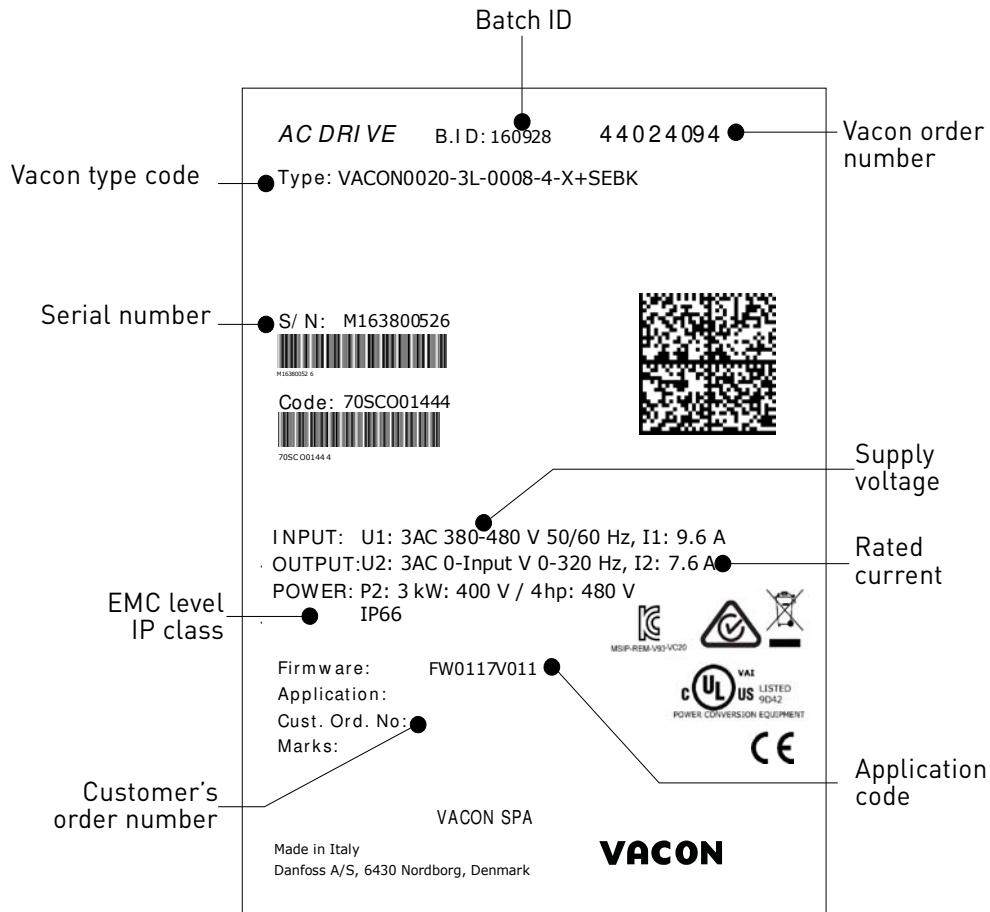 Batch ID
AC DRIVE B.ID: 160928 44024094
Vacon order
number
Vacon type code
Type: VACON0020-3L-0008-4-X+SEBK
Serial number
S/N: M163800526
M16380052 6
Code: 70SCO01444
70SC O0144 4
Supply
voltage
INPUT: U1: 3AC 380-480 V 50/60 Hz, I1: 9.6 A
OUTPUT: U2: 3AC 0-Input V 0-320 Hz, I2: 7.6 A
Rated
current
POWER: P2: 3 kW: 400 V / 4hp: 480 V
EMC level
IP class
IP66
MSIP-REM-V93-VC20
Firmware: FW0117V011
Application:
Cust. Ord. No:
Marks:
VAI
C UL US LISTED
9D42
POWER CONVERSION EQUIPMENT
CE
Application
code
Customer's
order number
VACON SPA
Made in Italy
Danfoss A/S, 6430 Nordborg, Denmark
VACON